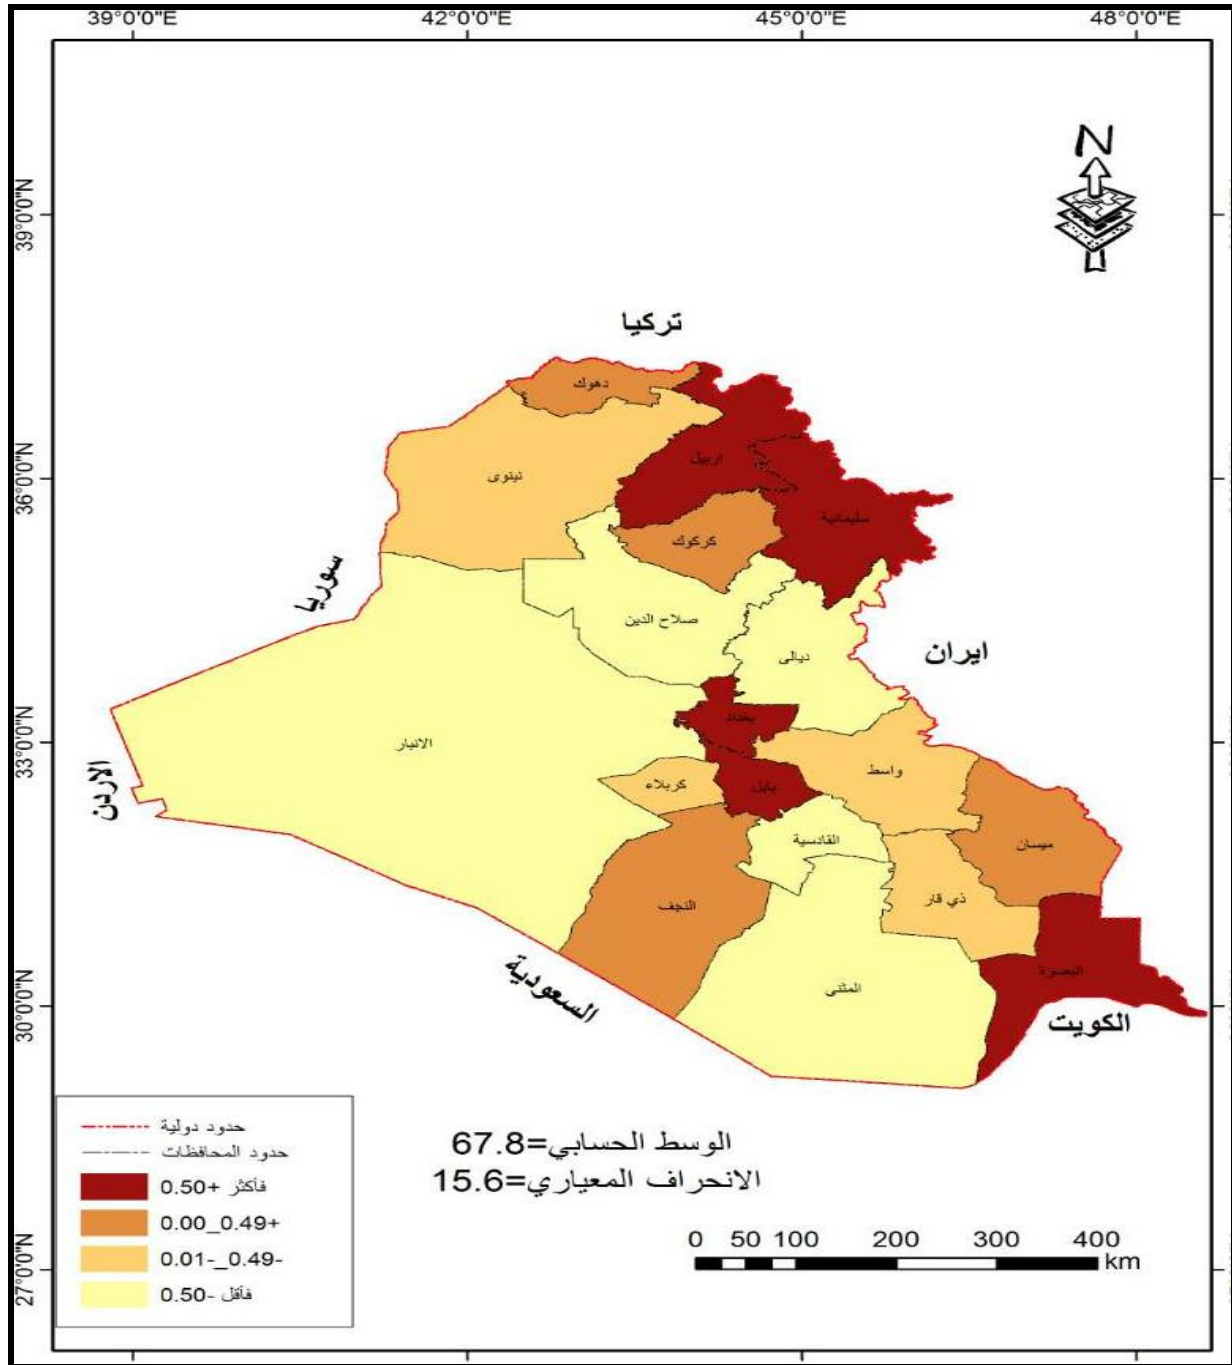 39°0'0"E 42°0'0"E 45°0'0"E 48°0'0"E
N
39°0'0"N
تركيا
دهوك
اربيل
نينوى
36°0'0"N
سليمانية
كركوك
سوريا
صلاح الدين
ايران
ديالى
بغداد
33°0'0"N
الانبار
واسط
الاردن
كربلاء
بابل
القادسية
ميسان
النجف
ذي قار
البصرة
السعودية
المثنى
30°0'0"N
الكويت
حدود دولية
حدود المحافظات
فأكثر +0.50
0.00_0.49+
0.01-_0.49-
فأقل -0.50
الوسط الحسابي=67.8
الانحراف المعياري=15.6
0 50 100 200 300 400
km
27°0'0"N